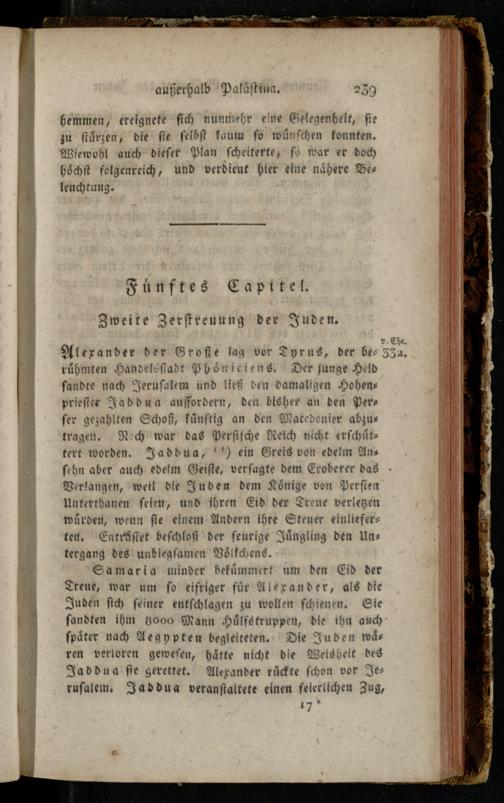 außerhalb Palästina. 259
hemmen, ereignete sich nunmehr eine Gelegenheit, sie
zu stürzen, die sie selbst kaum so wünschen konnten.
Wiewohl auch dieser Plan scheiterte, so war er doch
höchst folgenreich, und verdient hier eine nähere Be-
leuchtung.
Fünftes Capitel.
Zweite Zerstreuung der Juden.
Alexander der Große lag vor Tyrus, der be-
v. Chr.
332.
rühmten Handelsstadt Phöniciens. Der junge Held
sandte nach Jerusalem und ließ den damaligen Hohen-
priester Jaddua auffordern, den bisher an den Per-
ser gezahlten Schoß, künftig an den Macedonier abzu-
tragen. Noch war das Persische Reich nicht erschüt-
tert worden. Jaddua, ¹¹) ein Greis von edelm An-
sehn aber auch edelm Geiste, versagte dem Eroberer das
Verlangen, weil die Juden dem Könige von Persien
Unterthanen seien, und ihren Eid der Treue verletzen
würden, wenn sie einem Andern ihre Steuer einliefer-
ten. Entrüstet beschloß der feurige Jüngling den Un-
tergang des unbiegsamen Völkchens.
Samaria minder bekümmert um den Eid der
Treue, war um so eifriger für Alexander, als die
Juden sich seiner entschlagen zu wollen schienen. Sie
sandten ihm 8000 Mann Hülfstruppen, die ihn auch
später nach Aegypten begleiteten. Die Juden wä-
ren verloren gewesen, hätte nicht die Weisheit des
Jaddua sie gerettet. Alexander rückte schon vor Je-
rusalem. Jaddua veranstaltete einen feierlichen Zug,
17*